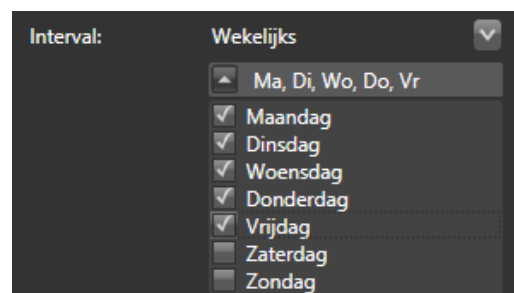 Interval: Wekelijks
Ma, Di, Wo, Do, Vr
Maandag
Dinsdag
Woensdag
Donderdag
Vrijdag
Zaterdag
Zondag